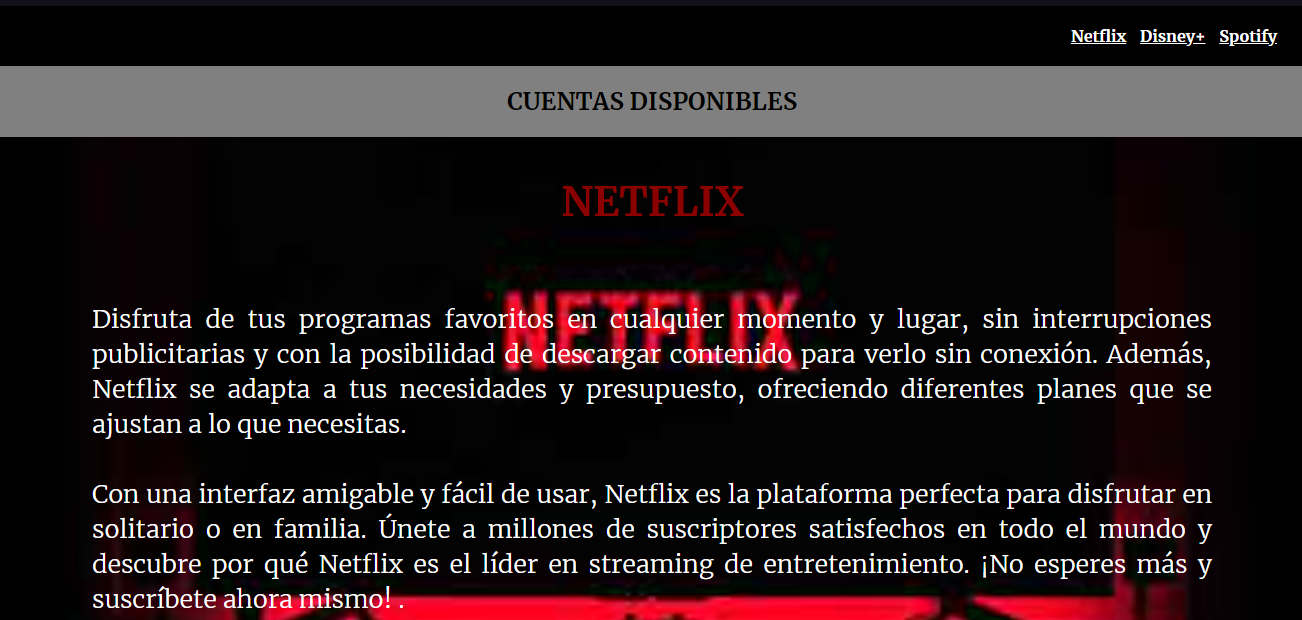 Netflix Disney+ Spotify
CUENTAS DISPONIBLES
NETFLIX
NETFLIX
Disfruta de tus programas favoritos en cualquier momento y lugar, sin interrupciones
publicitarias y con la posibilidad de descargar contenido para verlo sin conexión. Además,
Netflix se adapta a tus necesidades y presupuesto, ofreciendo diferentes planes que se
ajustan a lo que necesitas.
Con una interfaz amigable y fácil de usar, Netflix es la plataforma perfecta para disfrutar en
solitario o en familia. Únete a millones de suscriptores satisfechos en todo el mundo y
descubre por qué Netflix es el líder en streaming de entretenimiento. ¡No esperes más y
suscríbete ahora mismo! .